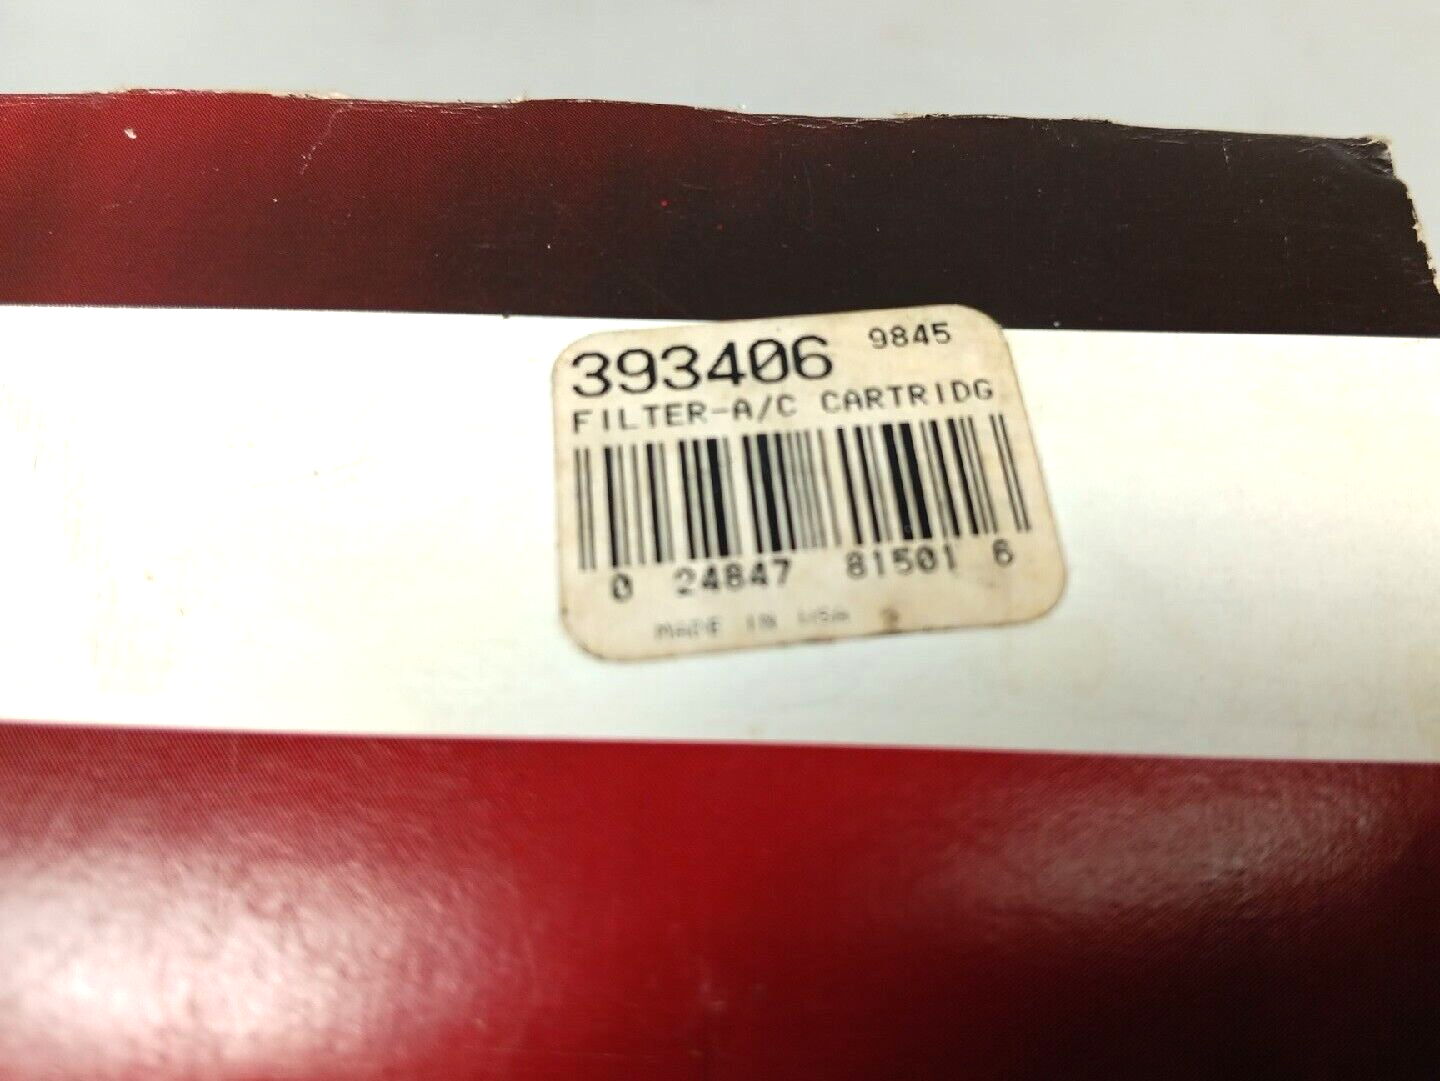 393406 9845
FILTER-A/C CARTRIDG
0 24847 81501 6
MADE IN USA